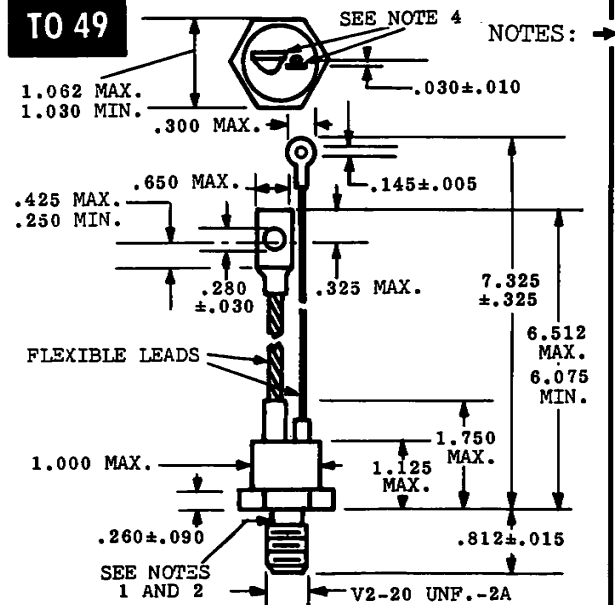 TO 49
SEE NOTE 4
NOTES:
1.062 MAX.
1.030 MIN.
.030±.010
.300 MAX.
.650 MAX.
.145±.005
.425 MAX.
.250 MIN.
.280
±.030
.325 MAX.
7.325
±.325
6.512
MAX.
6.075
MIN.
FLEXIBLE LEADS
1.750
MAX.
1.000 MAX.
1.125
MAX.
.260±.090
.812±.015
SEE NOTES
1 AND 2
V2-20 UNF.-2A